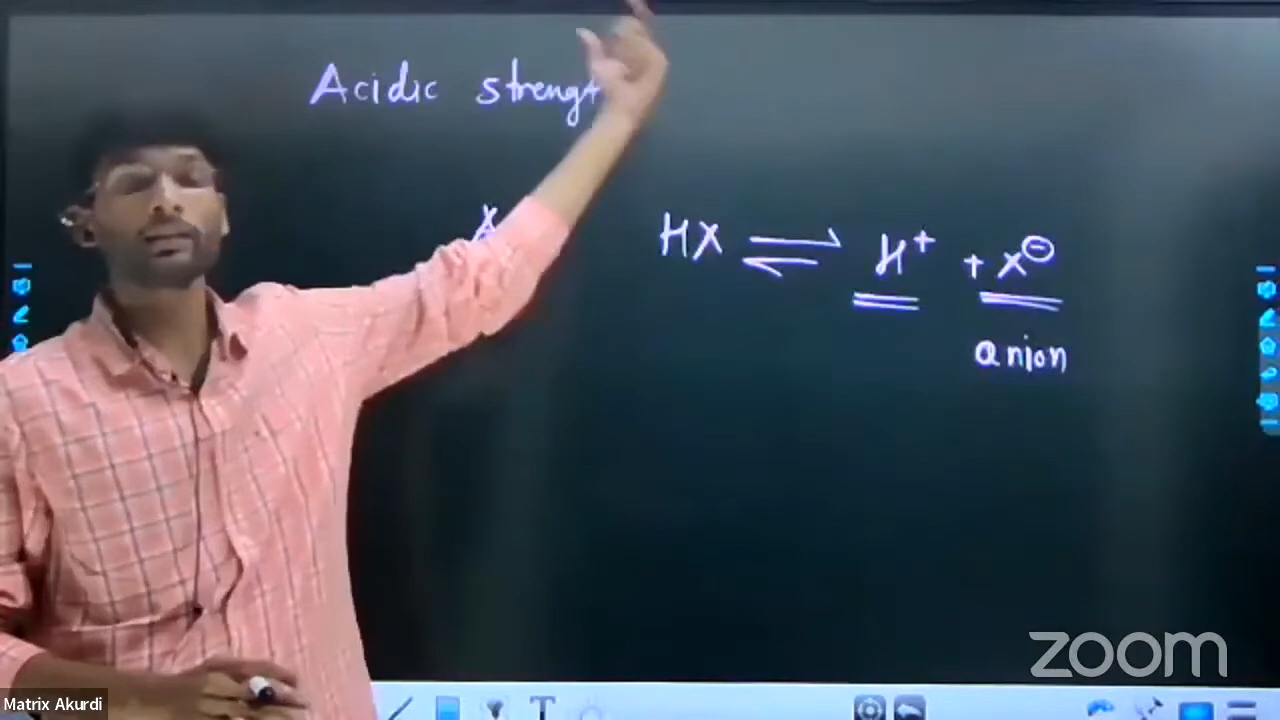 Acidic strengt
X
HX ⇌ H⁺ + X⊖
anion
zoom
Matrix Akurdi
T